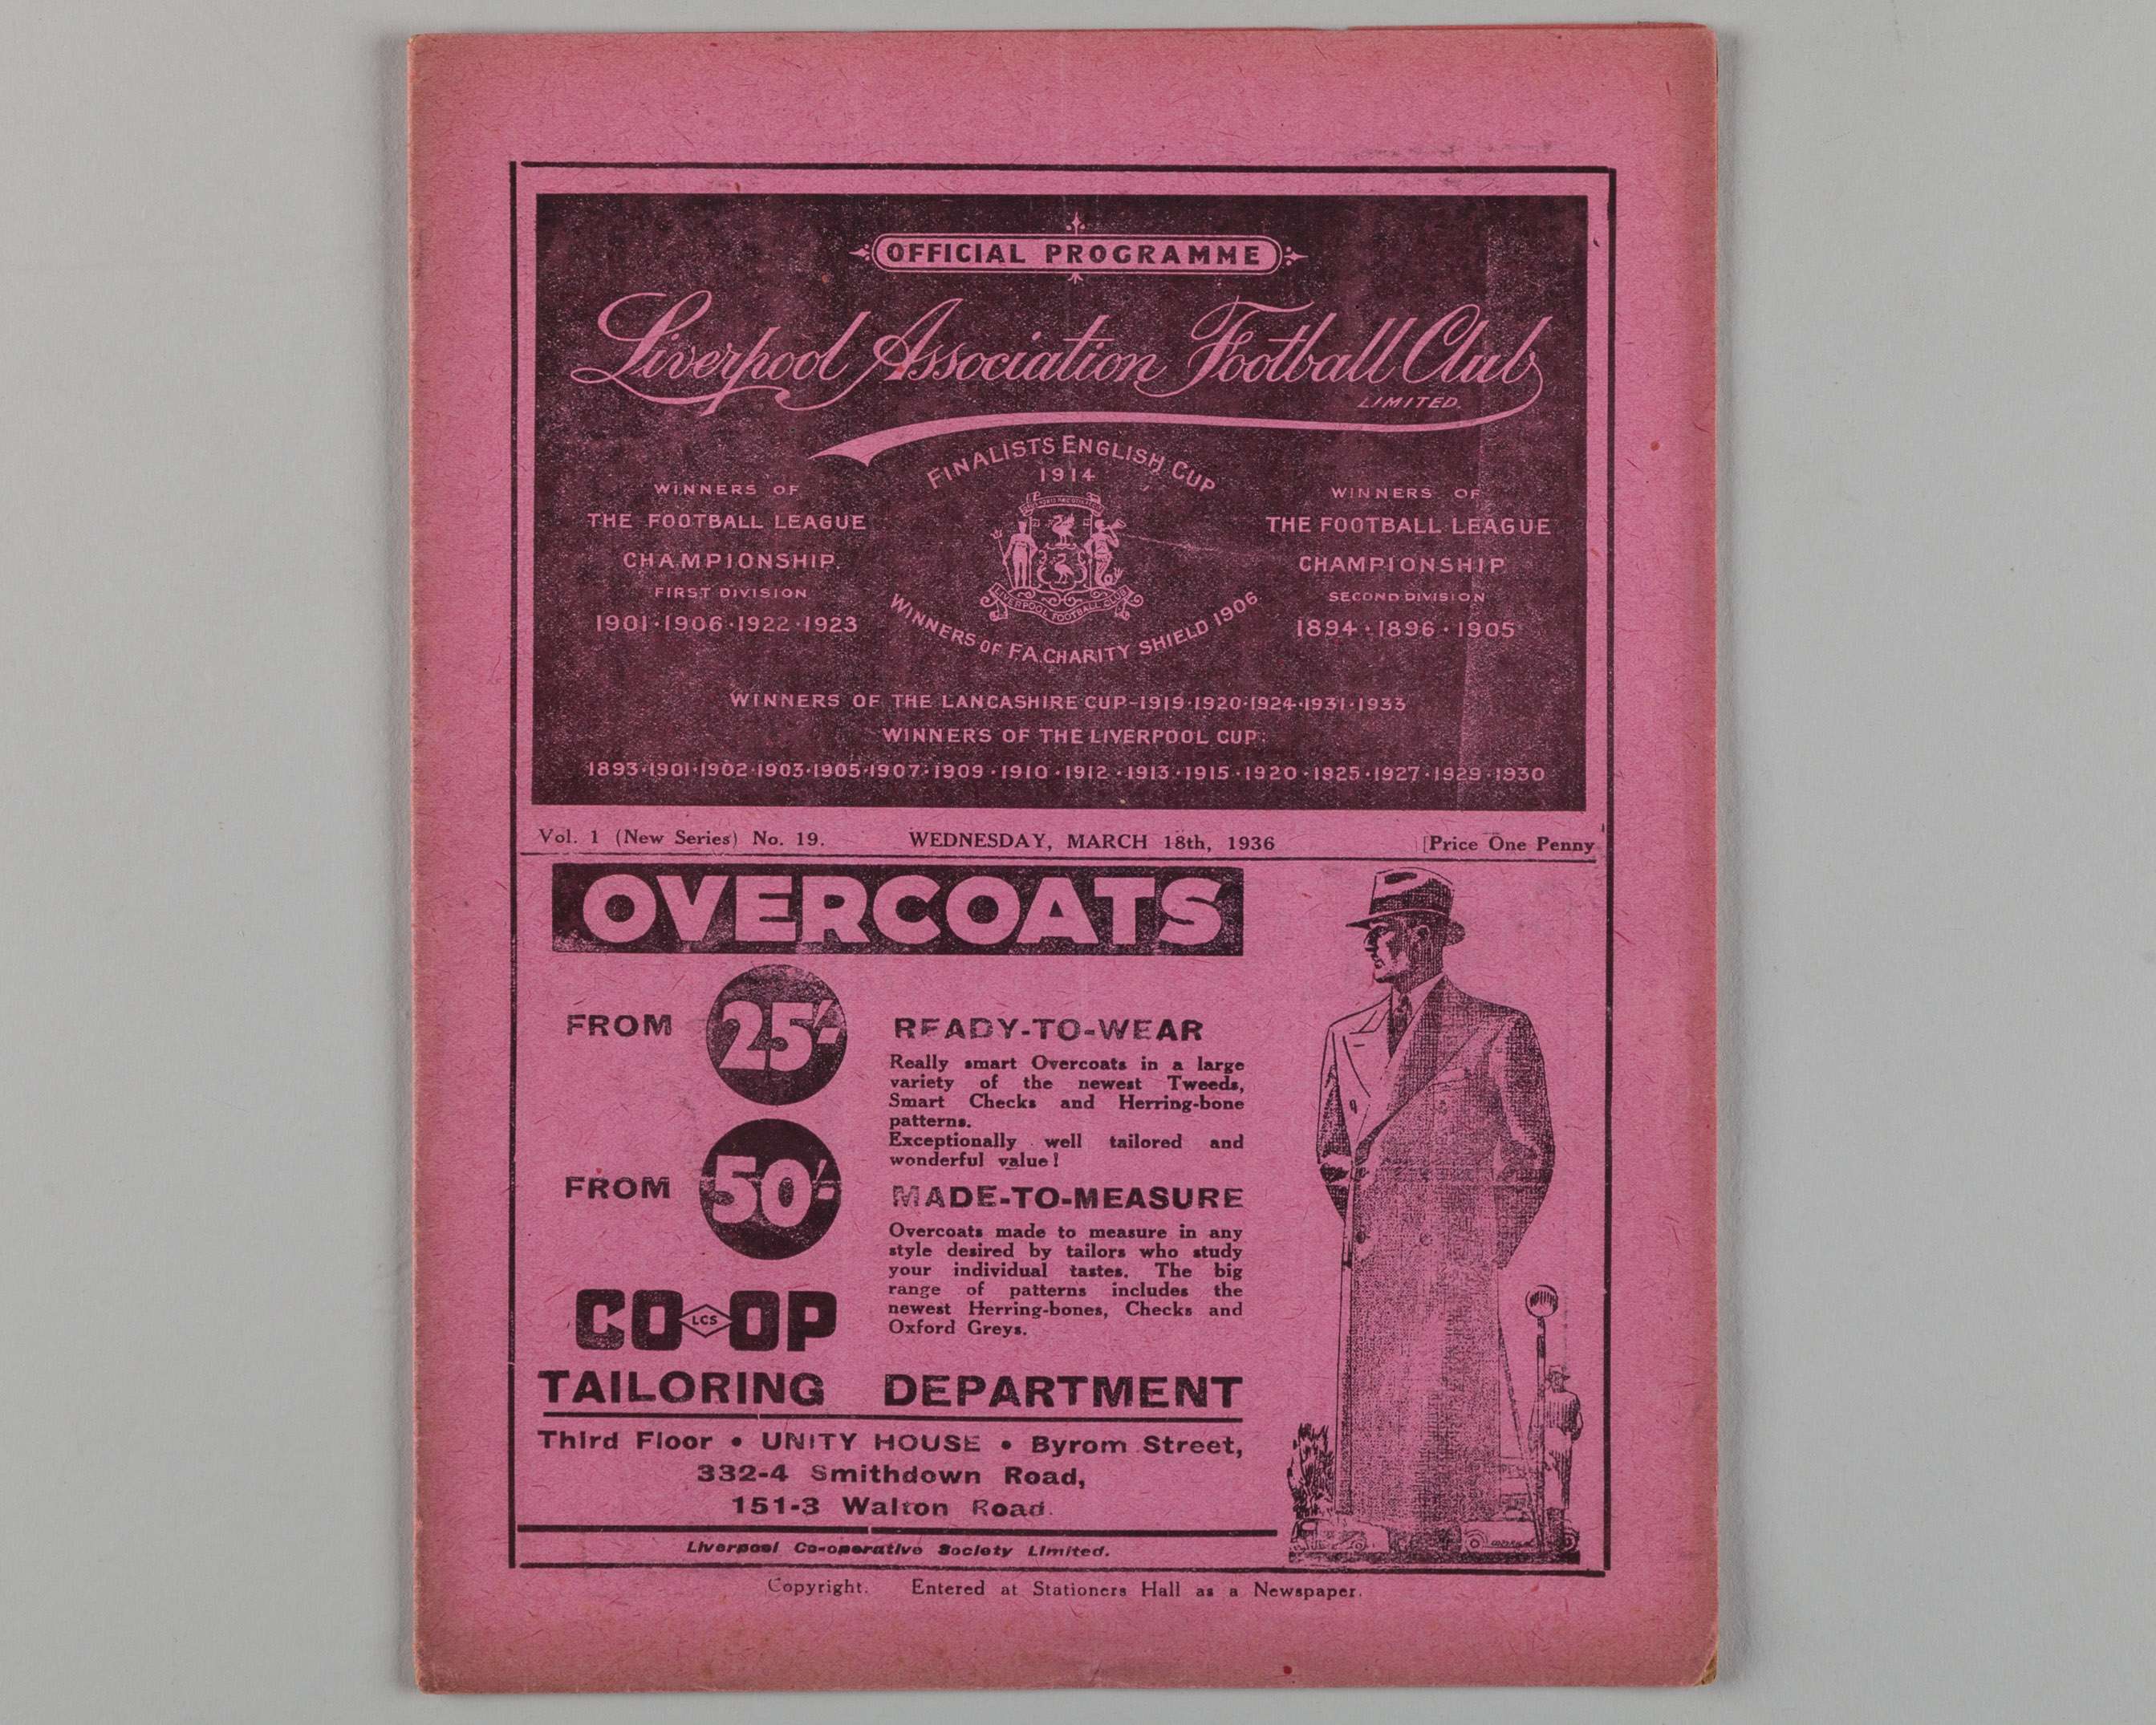 OFFICIAL PROGRAMME
Liverpool Association Football Club
LIMITED.
FINALISTS ENGLISH CUP
1914
WINNERS OF
THE FOOTBALL LEAGUE
CHAMPIONSHIP.
FIRST DIVISION
1901·1906·1922·1923
LIVERPOOL FOOTBALL CLUB
WINNERS OF F.A. CHARITY SHIELD 1906
WINNERS OF
THE FOOTBALL LEAGUE
CHAMPIONSHIP
SECOND DIVISION
1894·1896·1905
WINNERS OF THE LANCASHIRE CUP-1919·1920·1924·1931·1933
WINNERS OF THE LIVERPOOL CUP:
1893·1901·1902·1903·1905·1907·1909·1910·1912·1913·1915·1920·1925·1927·1929·1930
Vol. 1 (New Series) No. 19. WEDNESDAY, MARCH 18th, 1936 [Price One Penny
OVERCOATS
FROM 25/-
READY-TO-WEAR
Really smart Overcoats in a large
variety of the newest Tweeds,
Smart Checks and Herring-bone
patterns.
Exceptionally well tailored and
wonderful value!
FROM 50/-
MADE-TO-MEASURE
Overcoats made to measure in any
style desired by tailors who study
your individual tastes. The big
range of patterns includes the
newest Herring-bones, Checks and
Oxford Greys.
CO LCS OP
TAILORING DEPARTMENT
Third Floor • UNITY HOUSE • Byrom Street,
332-4 Smithdown Road,
151-3 Walton Road.
Liverpool Co-operative Society Limited.
Copyright. Entered at Stationers Hall as a Newspaper.